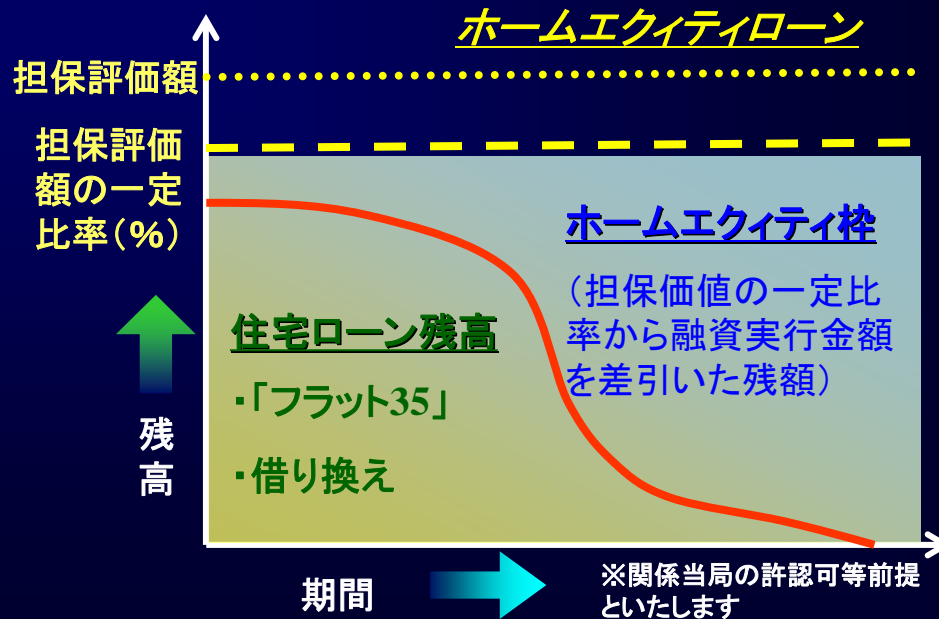 ホームエクィティローン
担保評価額
担保評価
額の一定
比率(%)
ホームエクィティ枠
(担保価値の一定比
率から融資実行金額
を差引いた残額)
住宅ローン残高
・「フラット35」
・借り換え
残
高
期間
※関係当局の許認可等前提
といたします